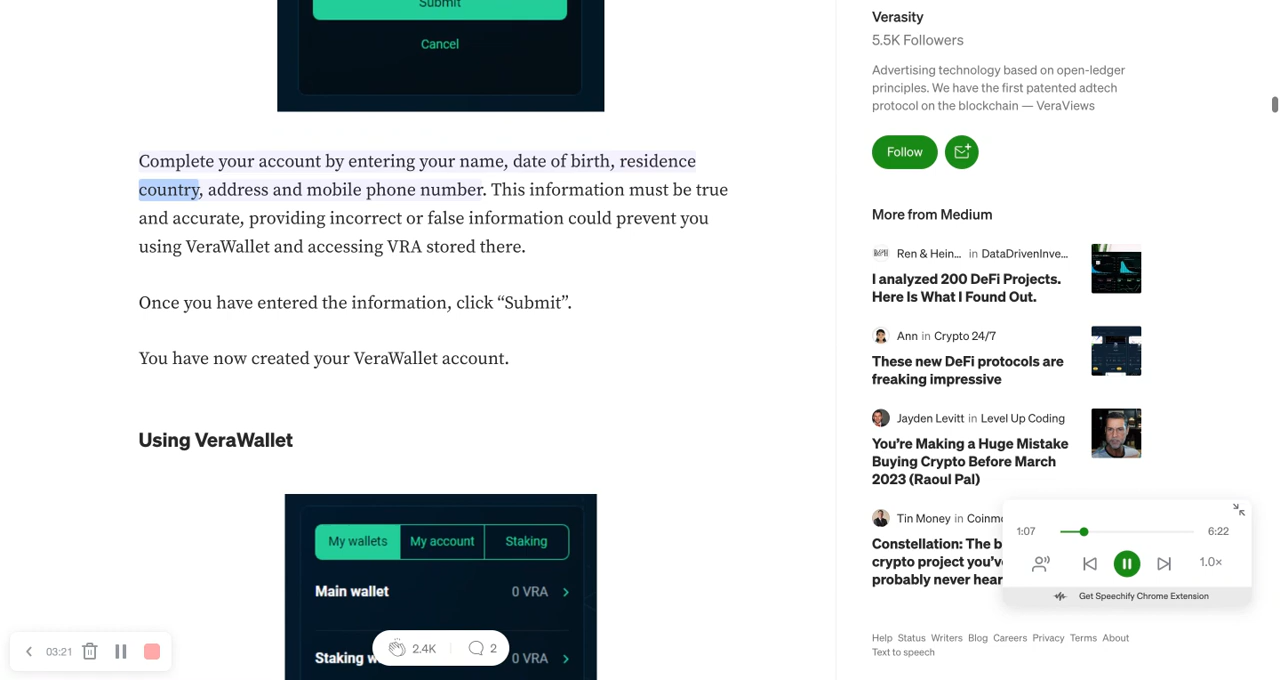 Submit
Cancel
Complete your account by entering your name, date of birth, residence
country, address and mobile phone number. This information must be true
and accurate, providing incorrect or false information could prevent you
using VeraWallet and accessing VRA stored there.
Once you have entered the information, click “Submit”.
You have now created your VeraWallet account.
Using VeraWallet
My wallets My account Staking
Main wallet 0 VRA
Staking w 0 VRA
2.4K 2
03:21
Verasity
5.5K Followers
Advertising technology based on open-ledger
principles. We have the first patented adtech
protocol on the blockchain — VeraViews
Follow
More from Medium
Ren & Hein... in DataDrivenInve...
I analyzed 200 DeFi Projects.
Here Is What I Found Out.
Ann in Crypto 24/7
These new DeFi protocols are
freaking impressive
Jayden Levitt in Level Up Coding
You’re Making a Huge Mistake
Buying Crypto Before March
2023 (Raoul Pal)
Tin Money in Coinmo
Constellation: The b
crypto project you’v
probably never hear
1:07 6:22
1.0×
Get Speechify Chrome Extension
Help Status Writers Blog Careers Privacy Terms About
Text to speech